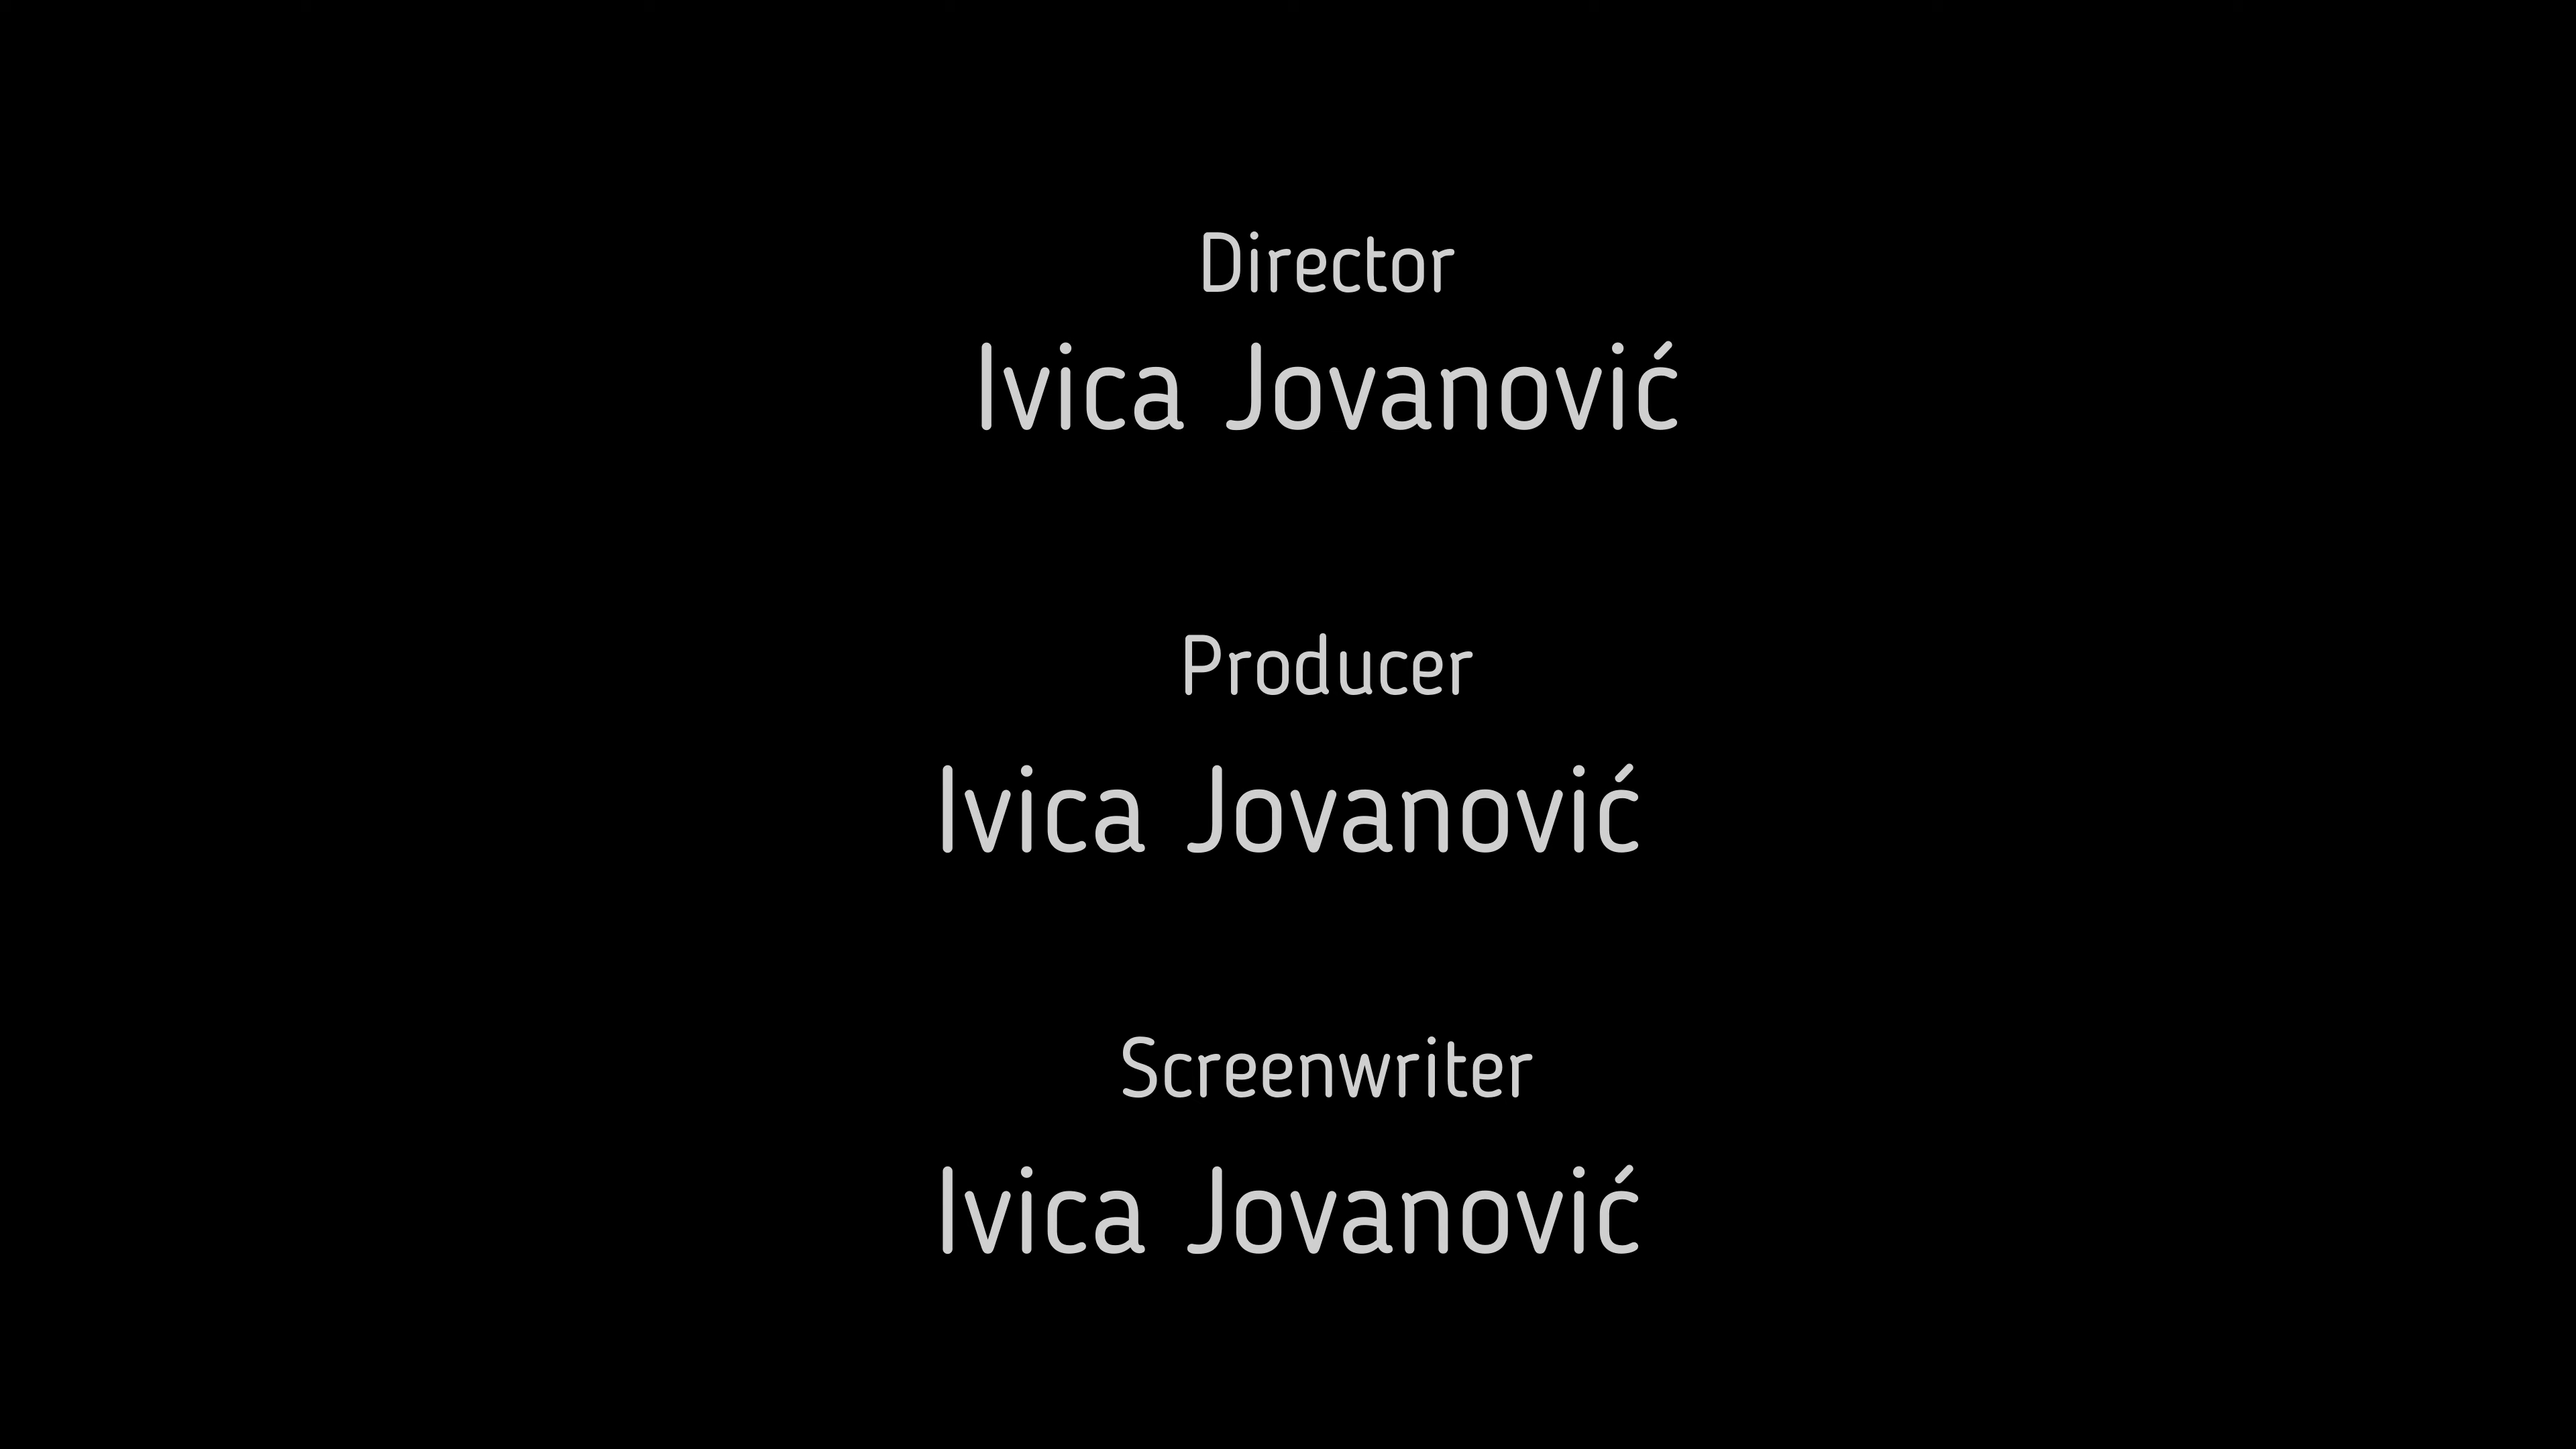 Director
Ivica Jovanović
Producer
Ivica Jovanović
Screenwriter
Ivica Jovanović